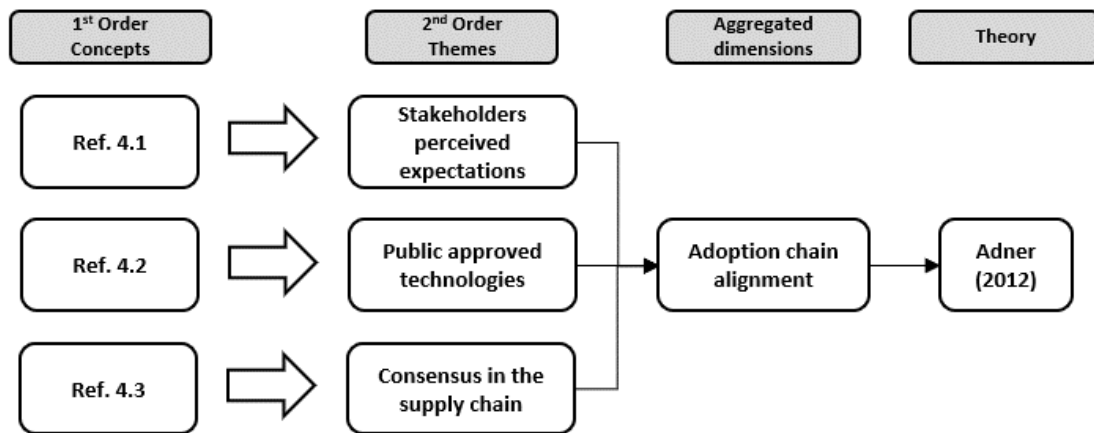 1st Order
Concepts
2nd Order
Themes
Aggregated
dimensions
Theory
Ref. 4.1
Stakeholders
perceived
expectations
Ref. 4.2
Public approved
technologies
Adoption chain
alignment
Adner
(2012)
Ref. 4.3
Consensus in the
supply chain